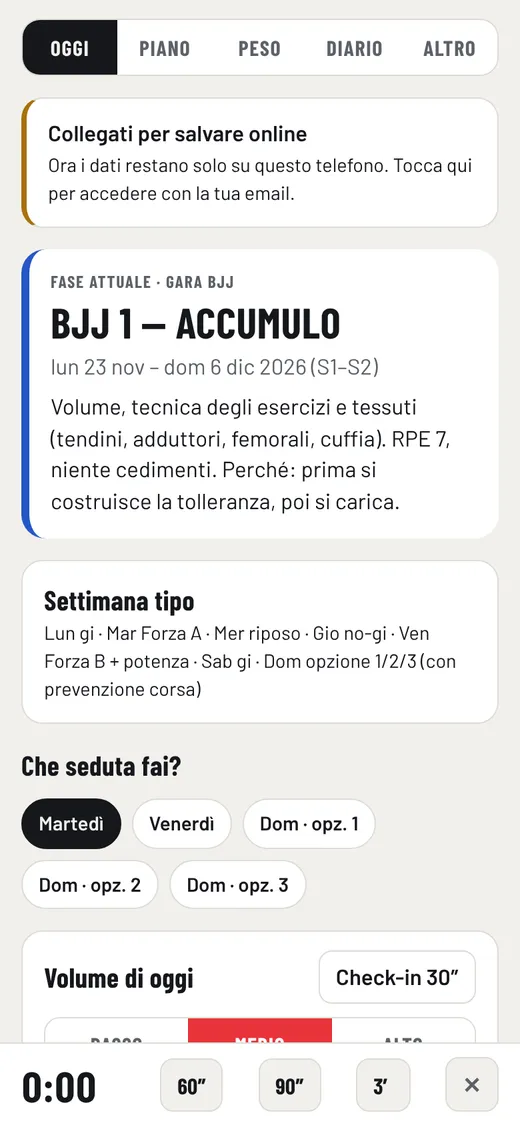 OGGI PIANO PESO DIARIO ALTRO
Collegati per salvare online
Ora i dati restano solo su questo telefono. Tocca qui
per accedere con la tua email.
FASE ATTUALE · GARA BJJ
BJJ 1 — ACCUMULO
lun 23 nov – dom 6 dic 2026 (S1–S2)
Volume, tecnica degli esercizi e tessuti
(tendini, adduttori, femorali, cuffia). RPE 7,
niente cedimenti. Perché: prima si
costruisce la tolleranza, poi si carica.
Settimana tipo
Lun gi · Mar Forza A · Mer riposo · Gio no-gi · Ven
Forza B + potenza · Sab gi · Dom opzione 1/2/3 (con
prevenzione corsa)
Che seduta fai?
Martedì Venerdì Dom · opz. 1
Dom · opz. 2 Dom · opz. 3
Volume di oggi Check-in 30″
BASSO MEDIO ALTO
0:00 60″ 90″ 3′ ✕